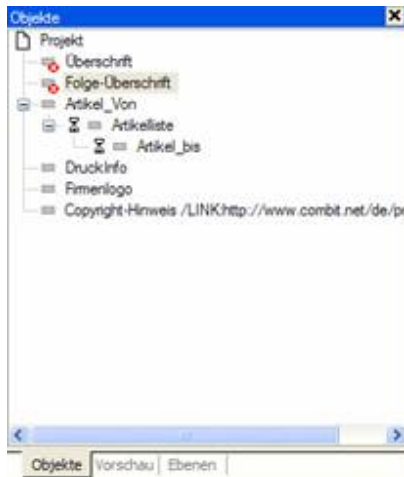 Objekte
Projekt
Überschrift
Folge-Überschrift
Artikel_Von
Artikelliste
Artikel_bis
DruckInfo
Firmenlogo
Copyright-Hinweis /LINK:http://www.combit.net/de/pr
Objekte Vorschau Ebenen